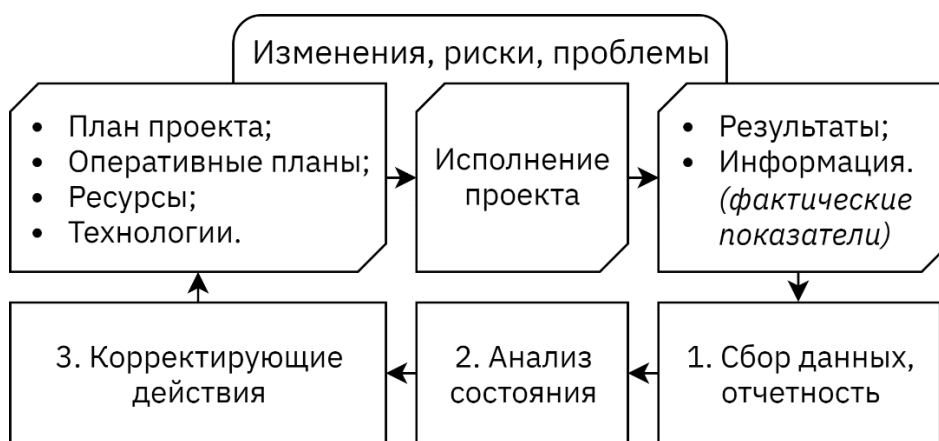 Изменения, риски, проблемы
• План проекта;
• Оперативные планы;
• Ресурсы;
• Технологии.
Исполнение
проекта
• Результаты;
• Информация.
(фактические
показатели)
3. Корректирующие
действия
2. Анализ
состояния
1. Сбор данных,
отчетность